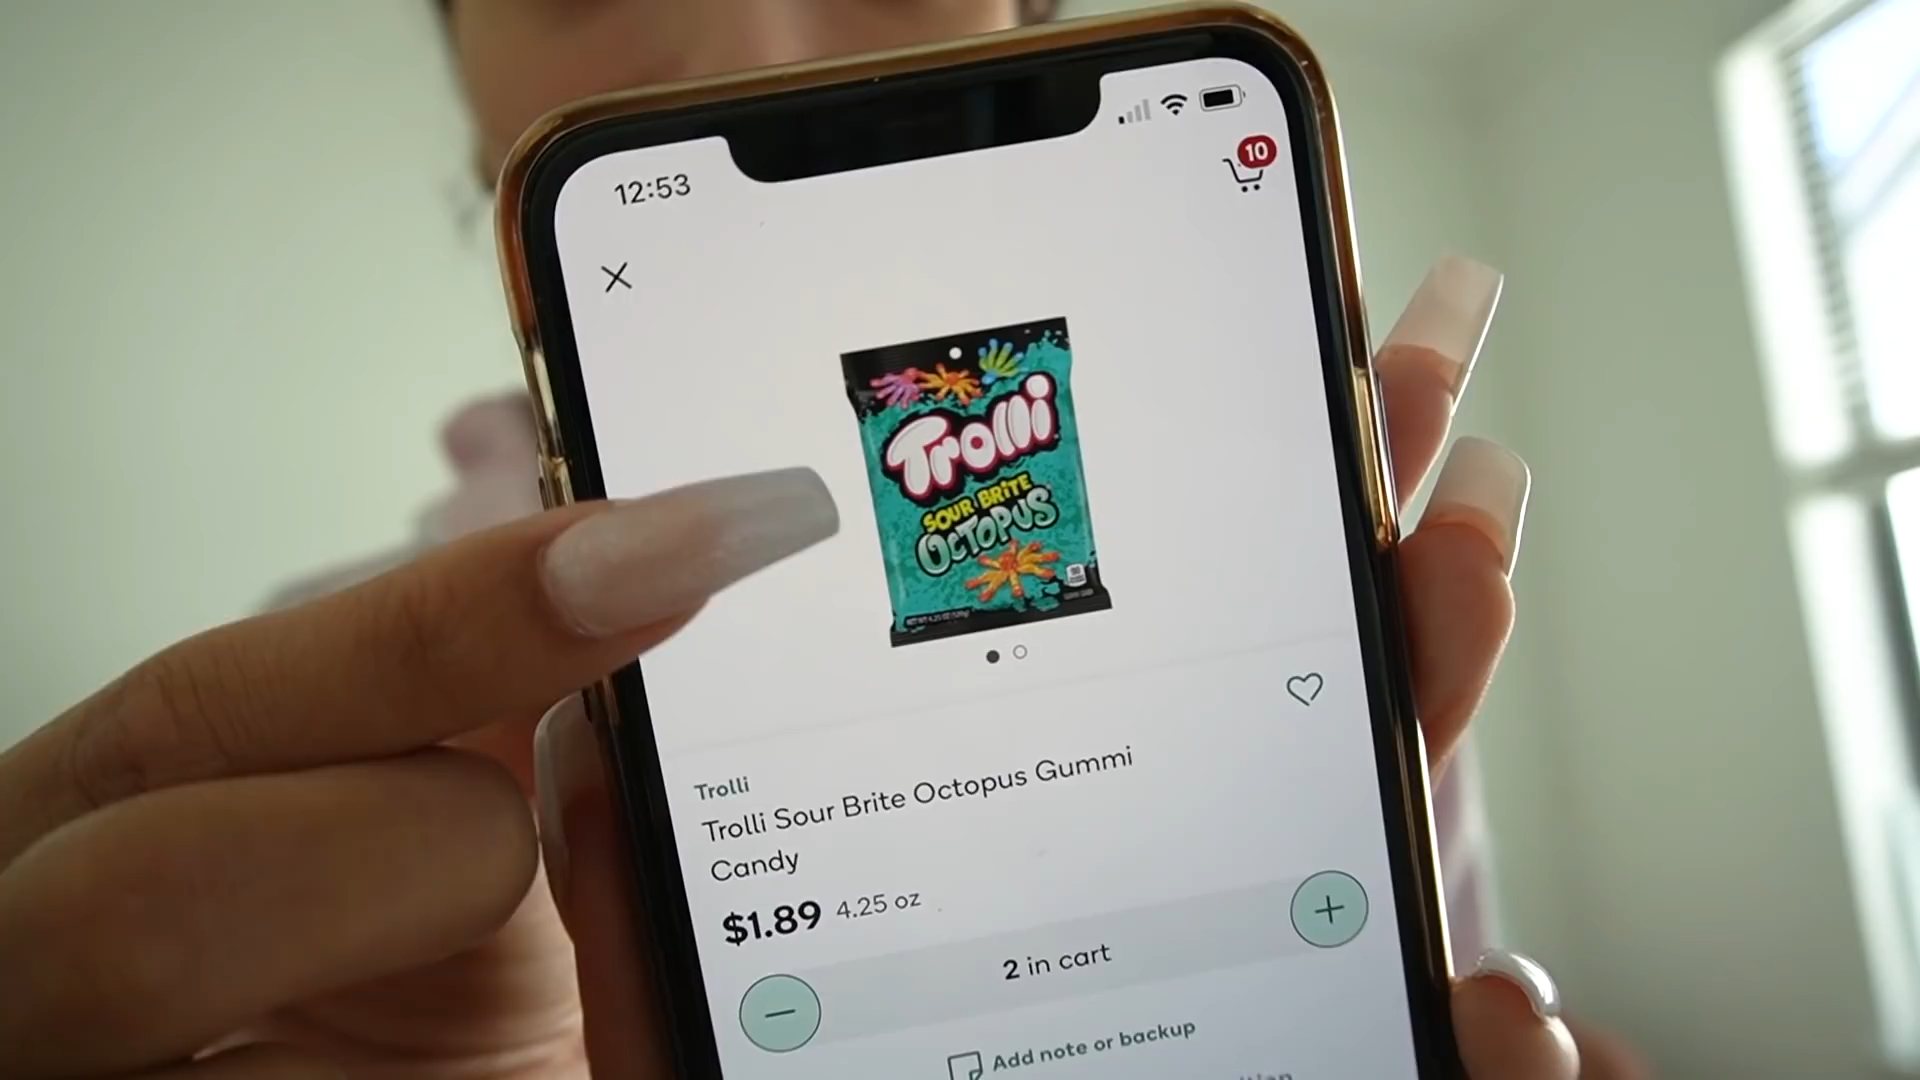 12:53
10
Trolli
SOUR BRITE
OCTOPUS
Trolli
Trolli Sour Brite Octopus Gummi
Candy
$1.89 4.25 oz
2 in cart
Add note or backup